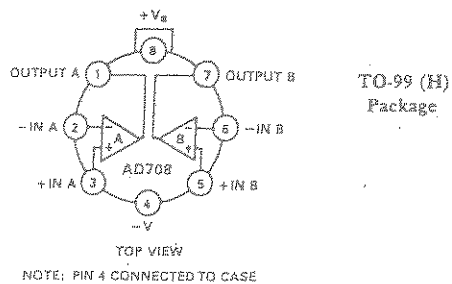 +VS
8
OUTPUT A 1 7 OUTPUT B
TO-99 (H)
Package
-IN A 2 - A - 6 -IN B
+ B +
AD708
+IN A 3 5 +IN B
4
-V
TOP VIEW
NOTE: PIN 4 CONNECTED TO CASE